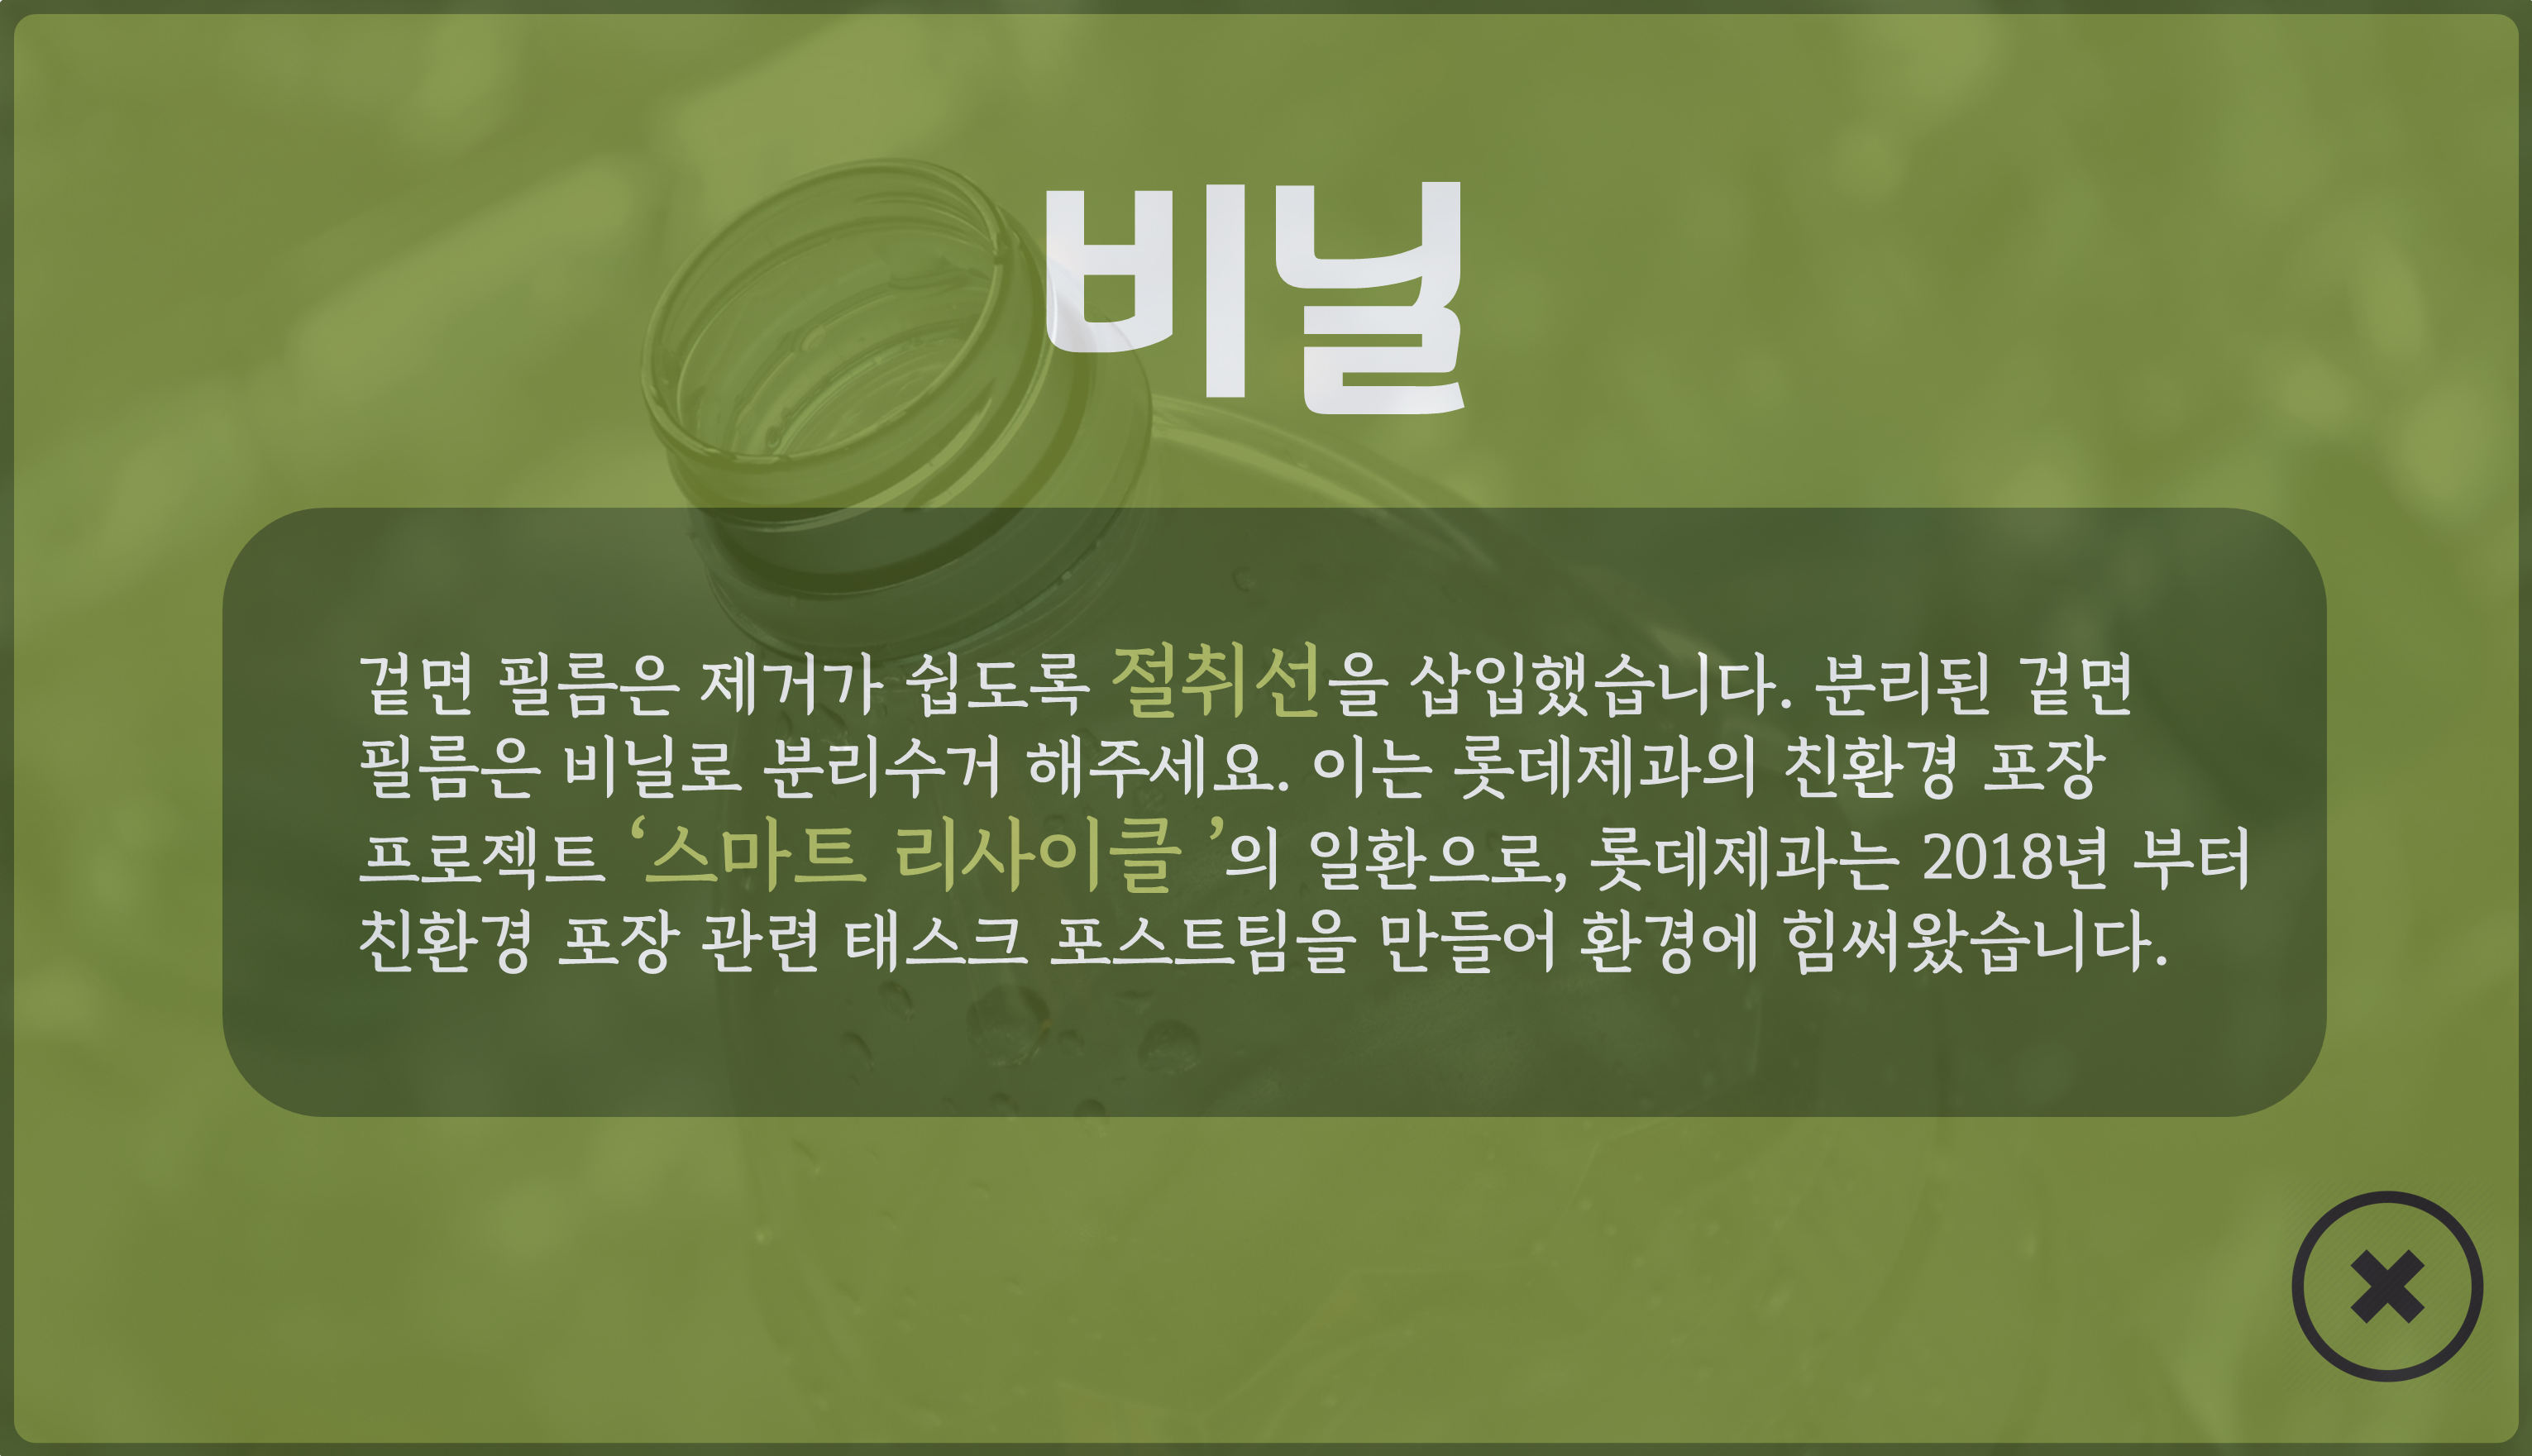 비닐
겉면 필름은 제거가 쉽도록 절취선을 삽입했습니다. 분리된 겉면
필름은 비닐로 분리수거 해주세요. 이는 롯데제과의 친환경 포장
프로젝트 ‘스마트 리사이클 ’의 일환으로, 롯데제과는 2018년 부터
친환경 포장 관련 태스크 포스트팀을 만들어 환경에 힘써왔습니다.